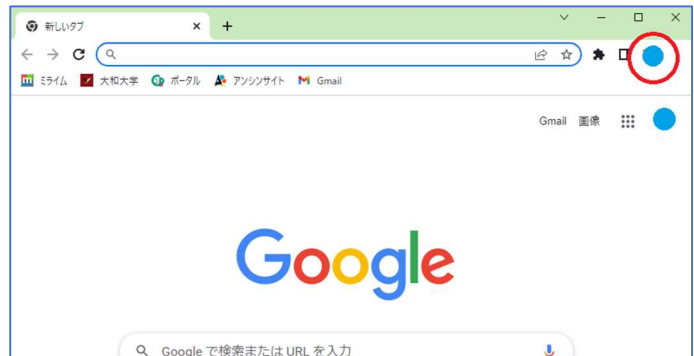 新しいタブ
ミライム 大和大学 ポータル アンシンサイト Gmail
Gmail 画像
Google
Google で検索または URL を入力